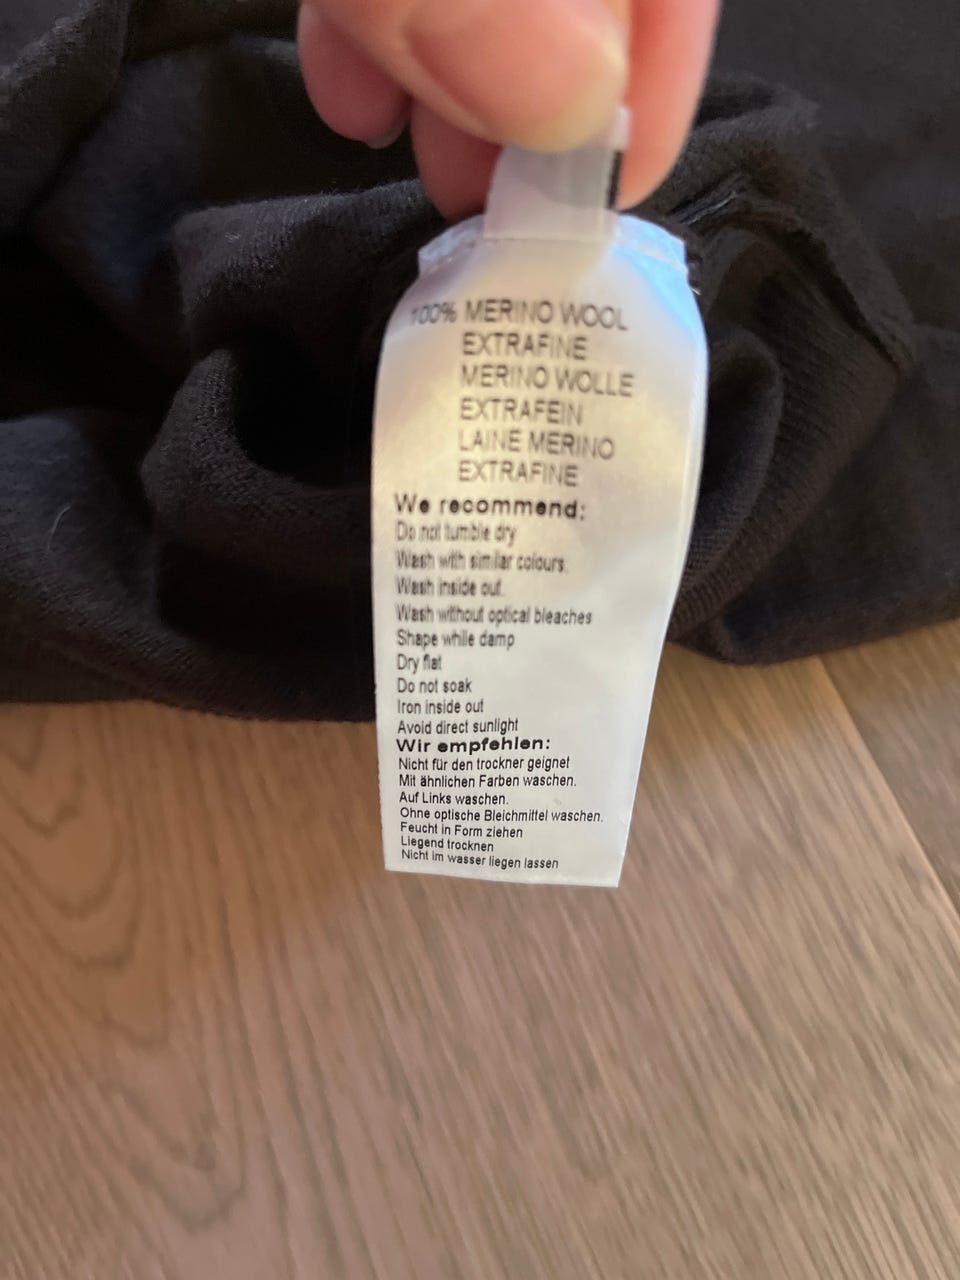 100% MERINO WOOL
EXTRAFINE
MERINO WOLLE
EXTRAFEIN
LAINE MERINO
EXTRAFINE
We recommend:
Do not tumble dry
Wash with similar colours.
Wash inside out.
Wash without optical bleaches
Shape while damp
Dry flat
Do not soak
Iron inside out
Avoid direct sunlight
Wir empfehlen:
Nicht für den trockner geignet
Mit ähnlichen Farben waschen.
Auf Links waschen.
Ohne optische Bleichmittel waschen.
Feucht in Form ziehen
Liegend trocknen
Nicht im wasser liegen lassen